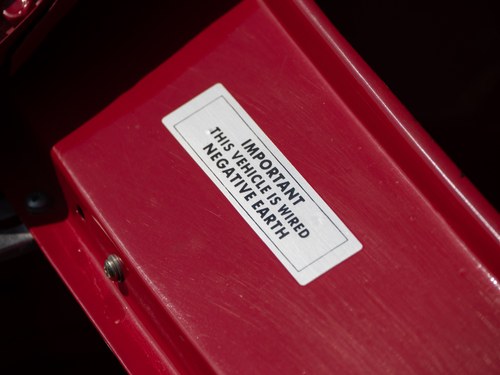 IMPORTANT
THIS VEHICLE IS WIRED
NEGATIVE EARTH